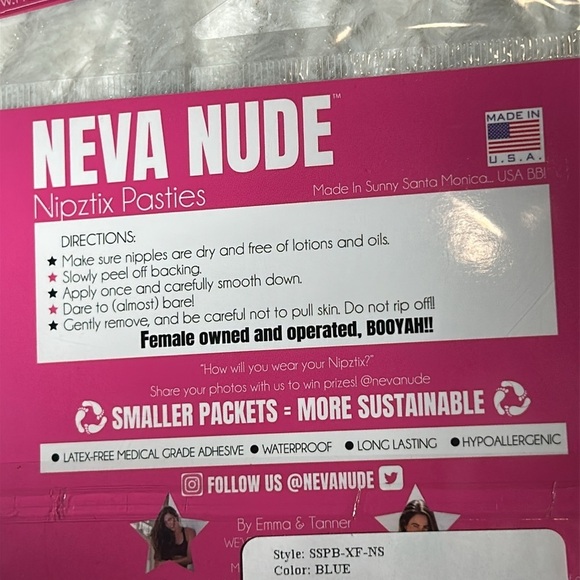 NEVA NUDE™
MADE IN
U.S.A.
Nipztix Pasties
Made In Sunny Santa Monica... USA BB!
DIRECTIONS:
★ Make sure nipples are dry and free of lotions and oils.
★ Slowly peel off backing.
★ Apply once and carefully smooth down.
★ Dare to (almost) bare!
★ Gently remove, and be careful not to pull skin. Do not rip off!!
Female owned and operated, BOOYAH!!
"How will you wear your Nipztix?"
Share your photos with us to win prizes! @nevanude
SMALLER PACKETS = MORE SUSTAINABLE
● LATEX-FREE MEDICAL GRADE ADHESIVE ● WATERPROOF ● LONG LASTING ● HYPOALLERGENIC
FOLLOW US @NEVANUDE
By Emma & Tanner
Style: SSPB-XF-NS
Color: BLUE